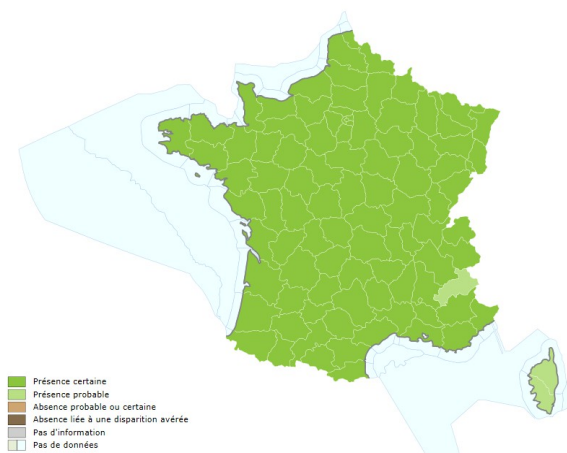 Présence certaine
Présence probable
Absence probable ou certaine
Absence liée à une disparition avérée
Pas d'information
Pas de données